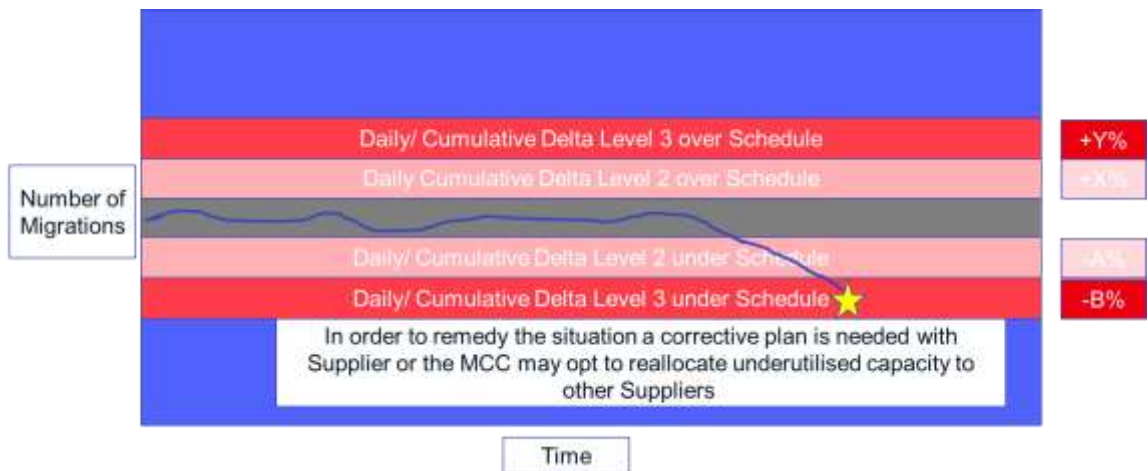 Daily/ Cumulative Delta Level 3 over Schedule
+Y%
Daily Cumulative Delta Level 2 over Schedule
+X%
Number of
Migrations
Daily/ Cumulative Delta Level 2 under Schedule
-A%
Daily/ Cumulative Delta Level 3 under Schedule
-B%
In order to remedy the situation a corrective plan is needed with
Supplier or the MCC may opt to reallocate underutilised capacity to
other Suppliers
Time